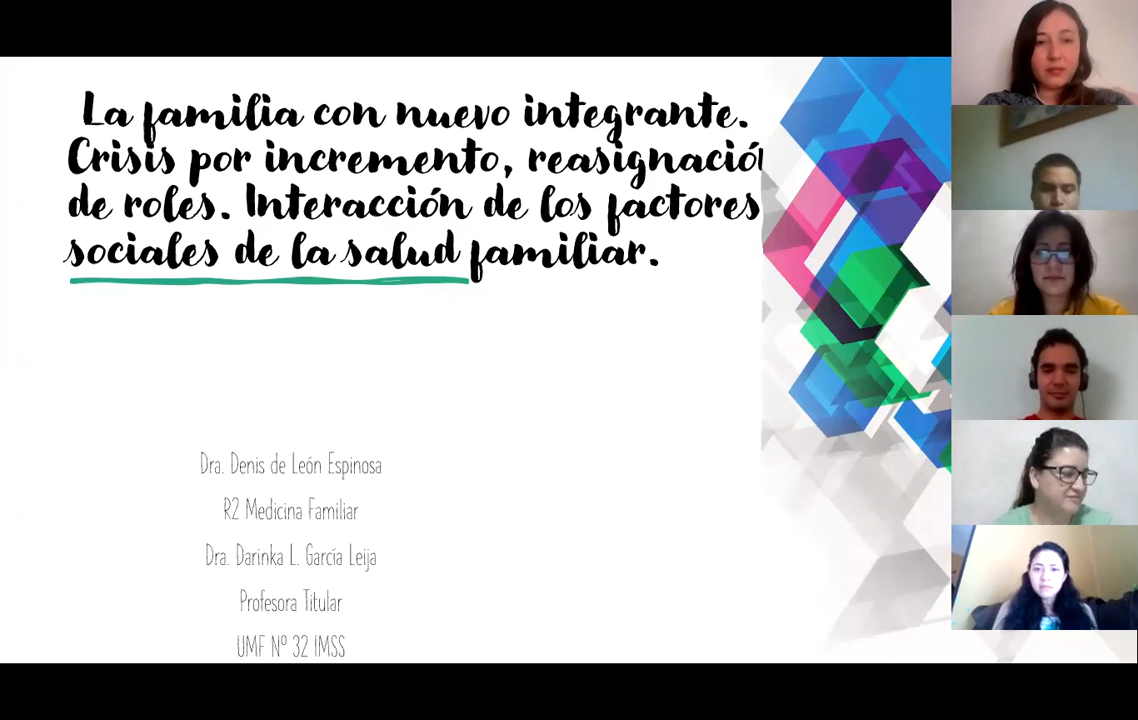 La familia con nuevo integrante.
Crisis por incremento, reasignación
de roles. Interacción de los factores
sociales de la salud familiar.
Dra. Denis de León Espinosa
R2 Medicina Familiar
Dra. Darinka L. García Leija
Profesora Titular
UMF Nº 32 IMSS